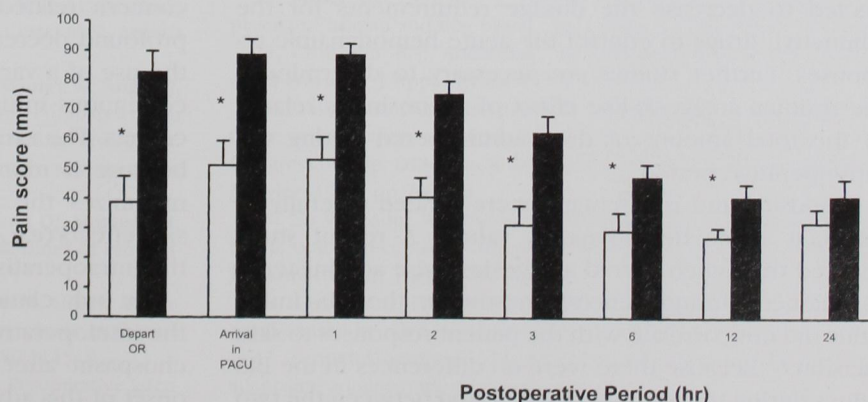 100
90
80
70
60
50
40
30
20
10
0
Pain score (mm)
* * * * * * *
Depart OR
Arrival in PACU
1 2 3 6 12 24
Postoperative Period (hr)